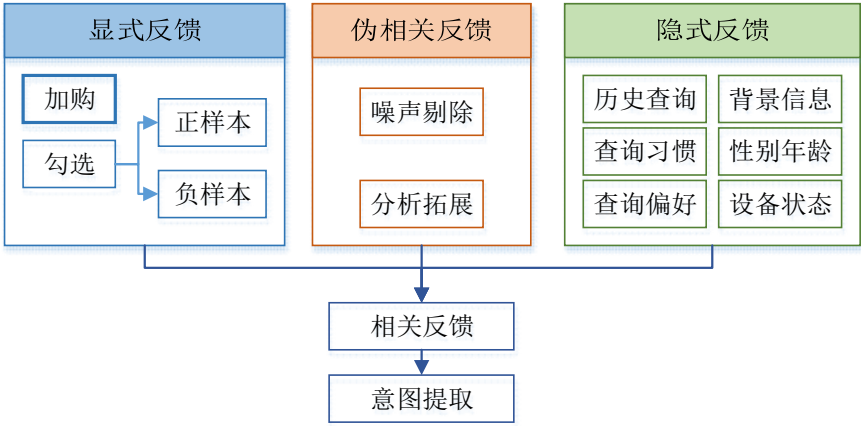 显式反馈
加购
勾选
正样本
负样本
伪相关反馈
噪声剔除
分析拓展
隐式反馈
历史查询
背景信息
查询习惯
性别年龄
查询偏好
设备状态
相关反馈
意图提取